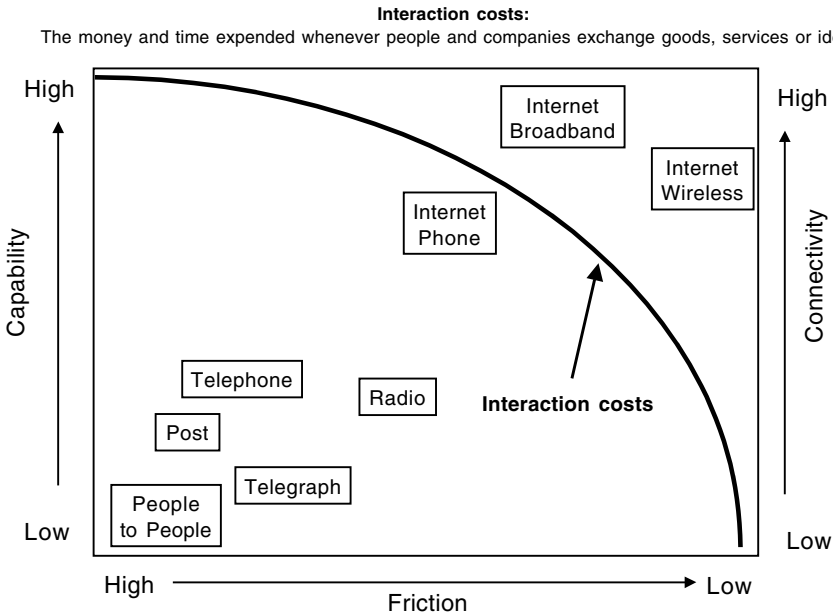 Interaction costs:
The money and time expended whenever people and companies exchange goods, services or
High
High
Internet
Broadband
Internet
Wireless
Internet
Phone
Capability
Connectivity
Telephone
Radio
Interaction costs
Post
Telegraph
People
to People
Low
Low
High
Low
Friction